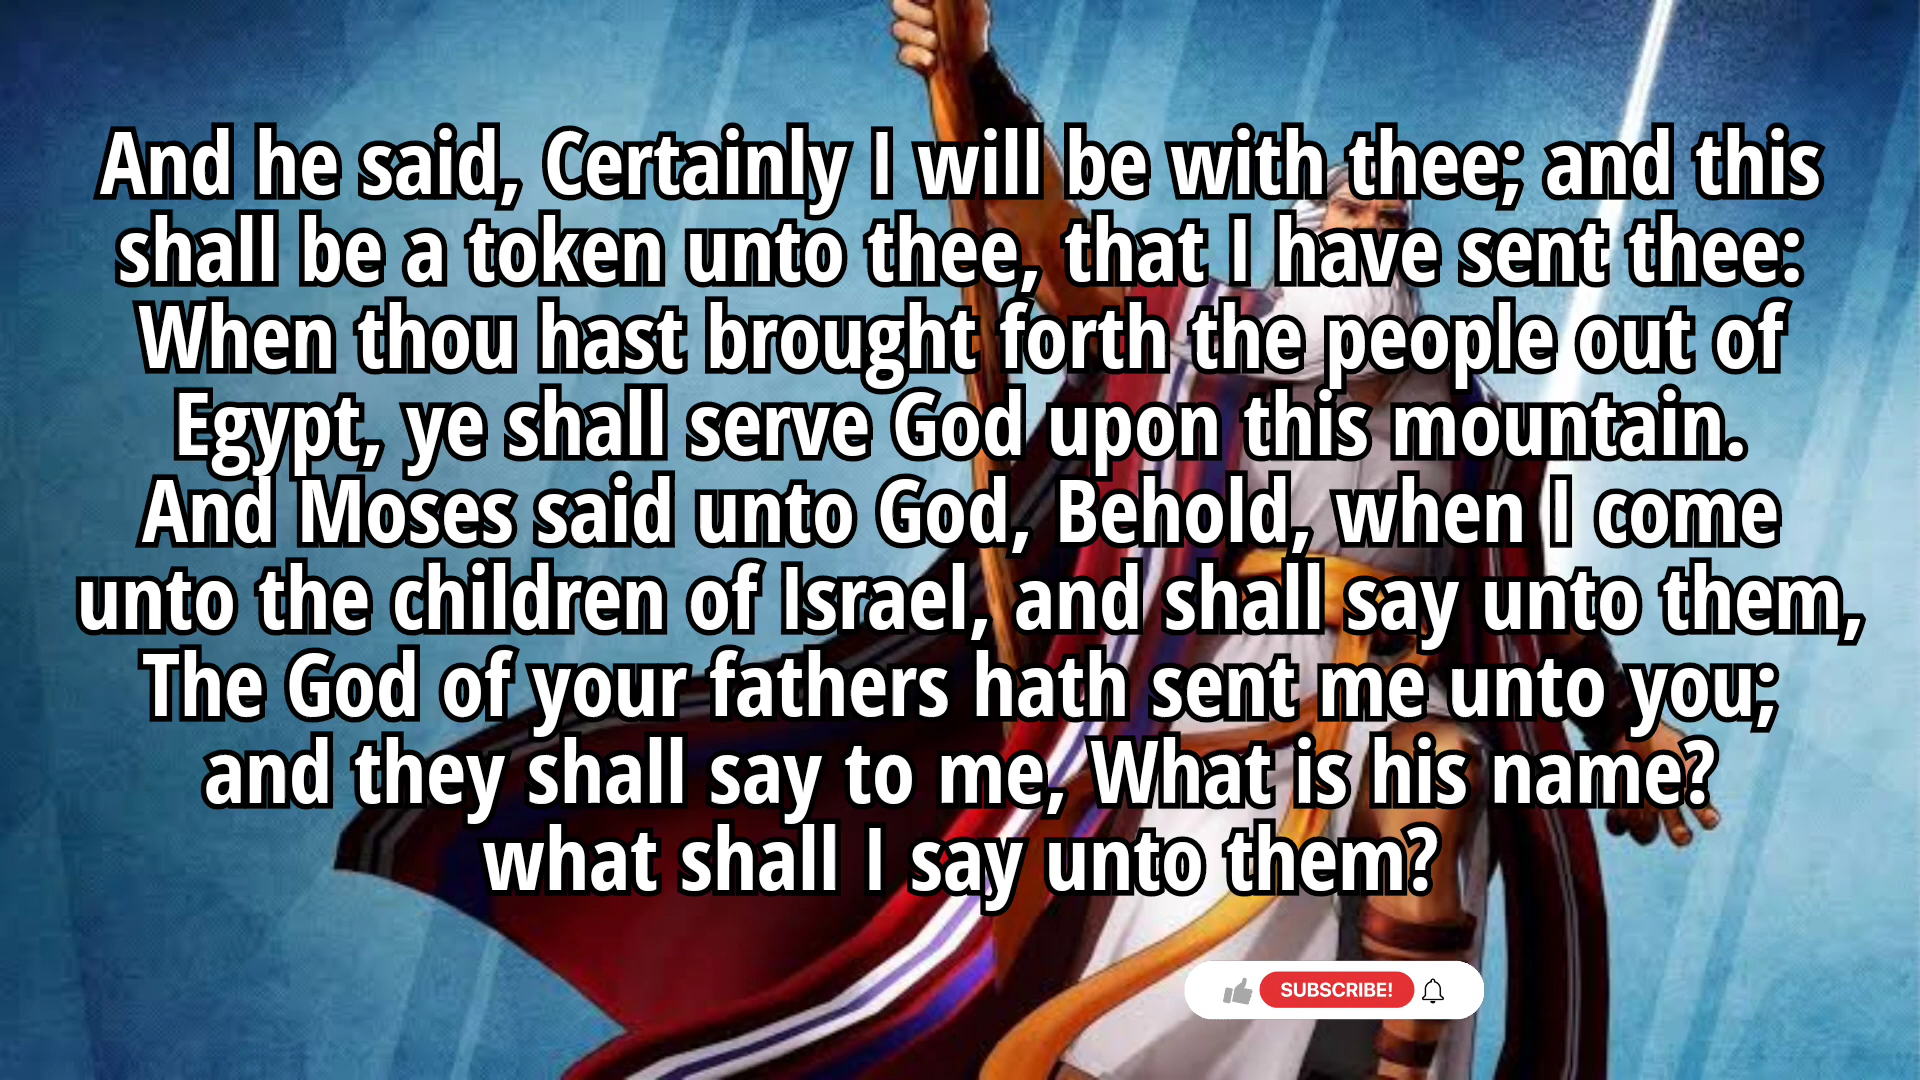 And he said, Certainly I will be with thee; and this
shall be a token unto thee, that I have sent thee:
When thou hast brought forth the people out of
Egypt, ye shall serve God upon this mountain.
And Moses said unto God, Behold, when I come
unto the children of Israel, and shall say unto them,
The God of your fathers hath sent me unto you;
and they shall say to me, What is his name?
what shall I say unto them?
SUBSCRIBE!